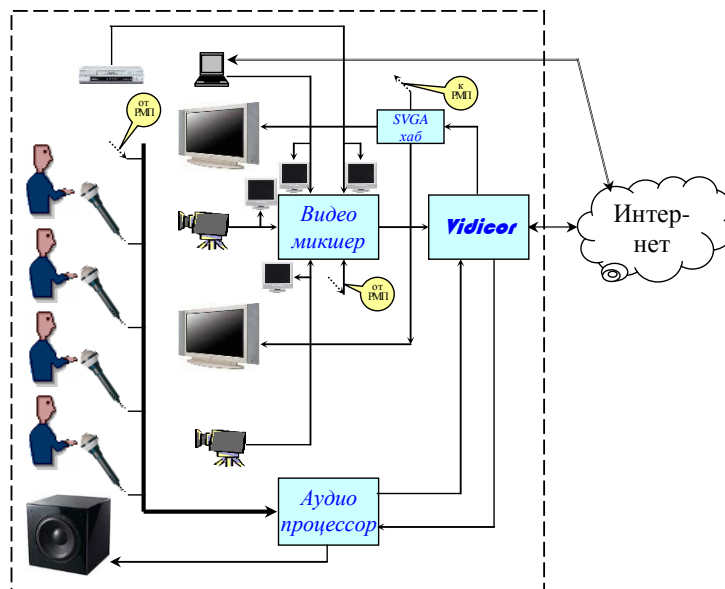 к
РМП
от
РМП
SVGA
хаб
Видео
микшер
Vidicor
Интер-
нет
от
РМП
Аудио
процессор